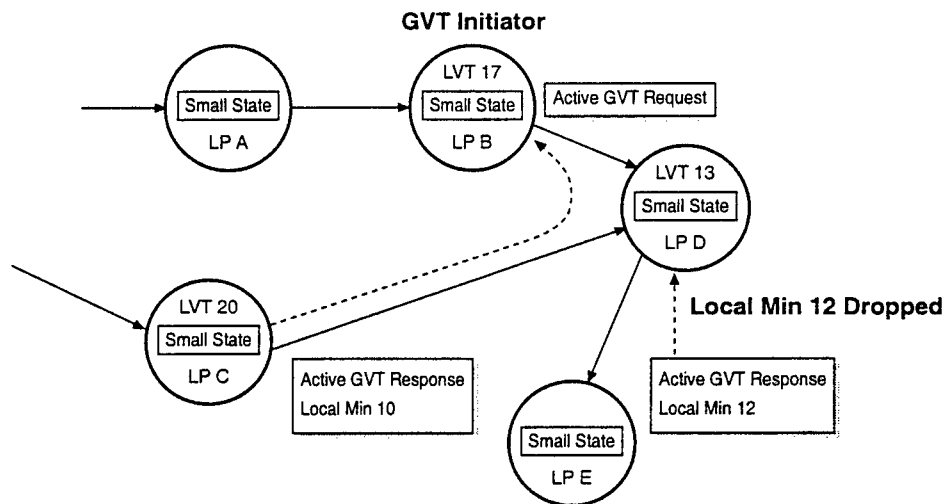 GVT Initiator
LVT 17
Small State
LP A
Small State
LP B
Active GVT Request
LVT 13
Small State
LP D
LVT 20
Small State
LP C
Local Min 12 Dropped
Active GVT Response
Local Min 10
Active GVT Response
Local Min 12
Small State
LP E